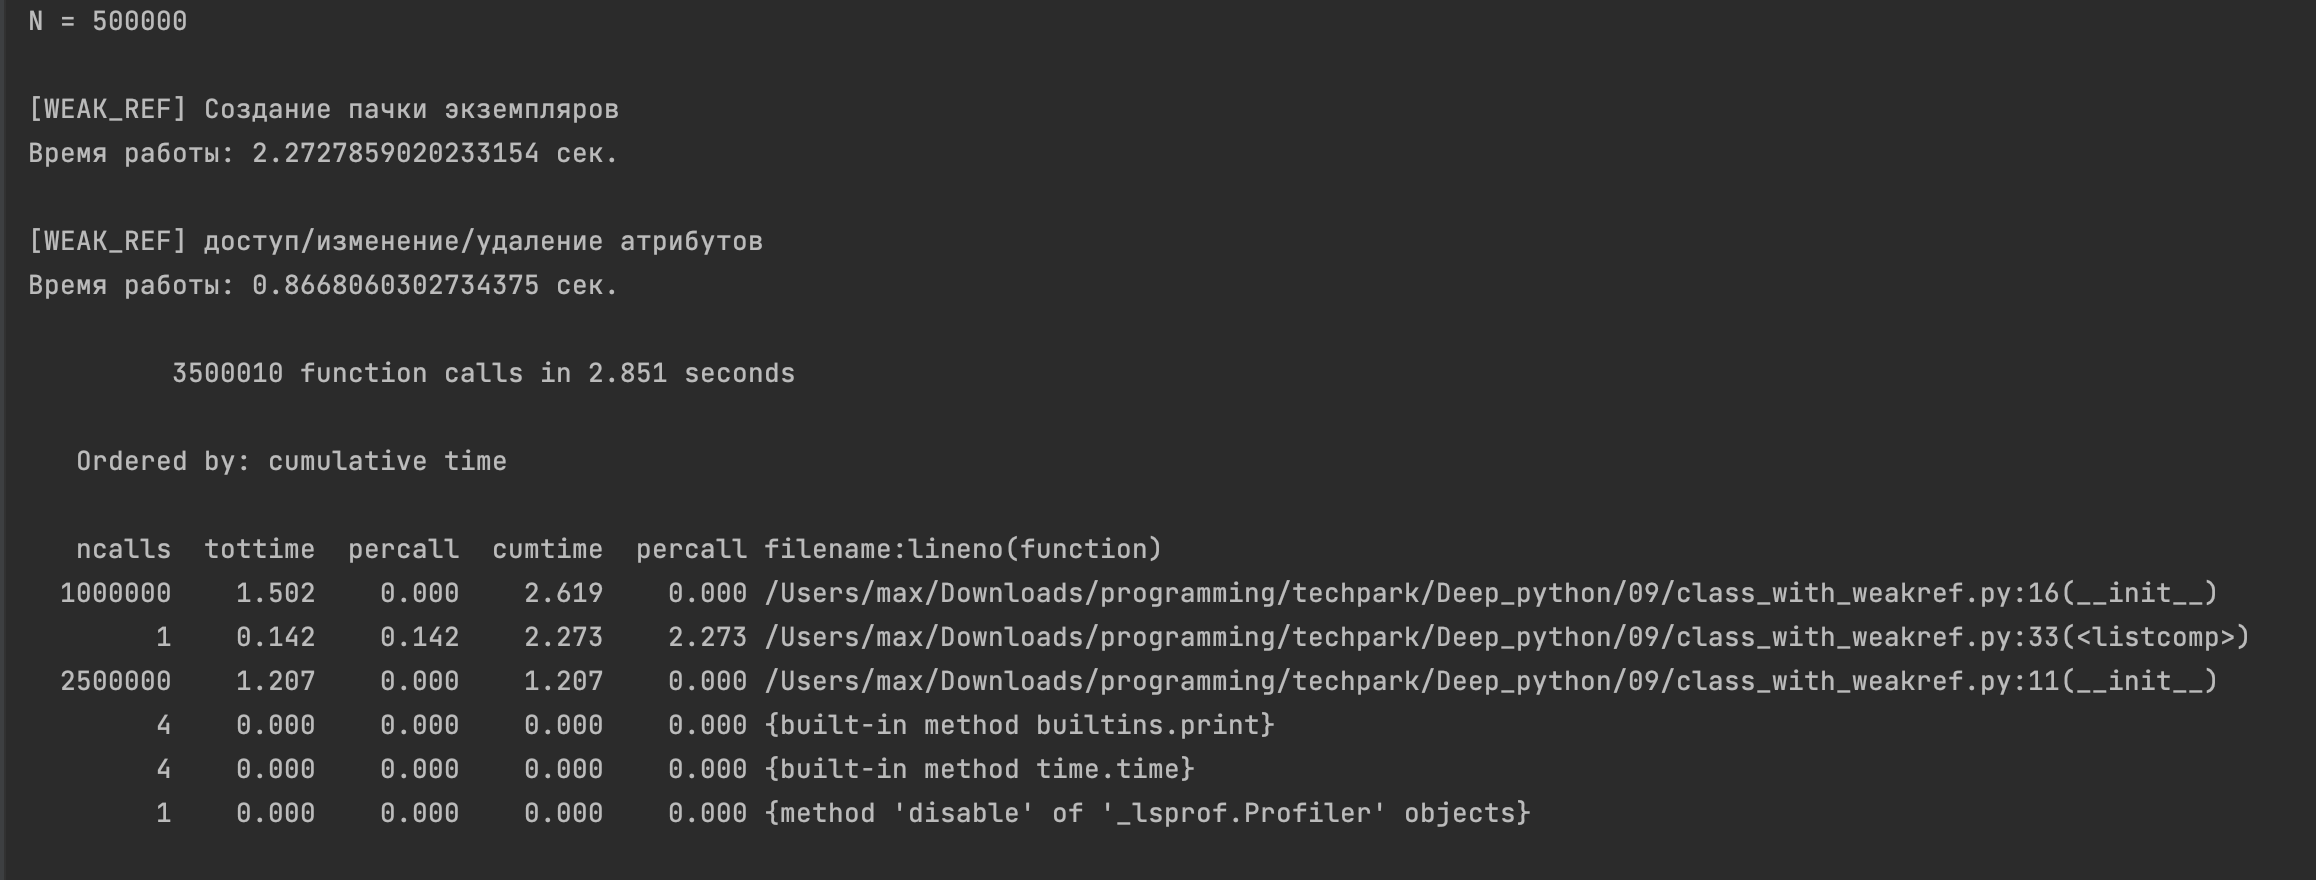 N = 500000
[WEAK_REF] Создание пачки экземпляров
Время работы: 2.2727859020233154 сек.
[WEAK_REF] доступ/изменение/удаление атрибутов
Время работы: 0.8668060302734375 сек.
3500010 function calls in 2.851 seconds
Ordered by: cumulative time
ncalls tottime percall cumtime percall filename:lineno(function)
1000000 1.502 0.000 2.619 0.000 /Users/max/Downloads/programming/techpark/Deep_python/09/class_with_weakref.py:16(__init__)
1 0.142 0.142 2.273 2.273 /Users/max/Downloads/programming/techpark/Deep_python/09/class_with_weakref.py:33(<listcomp>)
2500000 1.207 0.000 1.207 0.000 /Users/max/Downloads/programming/techpark/Deep_python/09/class_with_weakref.py:11(__init__)
4 0.000 0.000 0.000 0.000 {built-in method builtins.print}
4 0.000 0.000 0.000 0.000 {built-in method time.time}
1 0.000 0.000 0.000 0.000 {method 'disable' of '_lsprof.Profiler' objects}